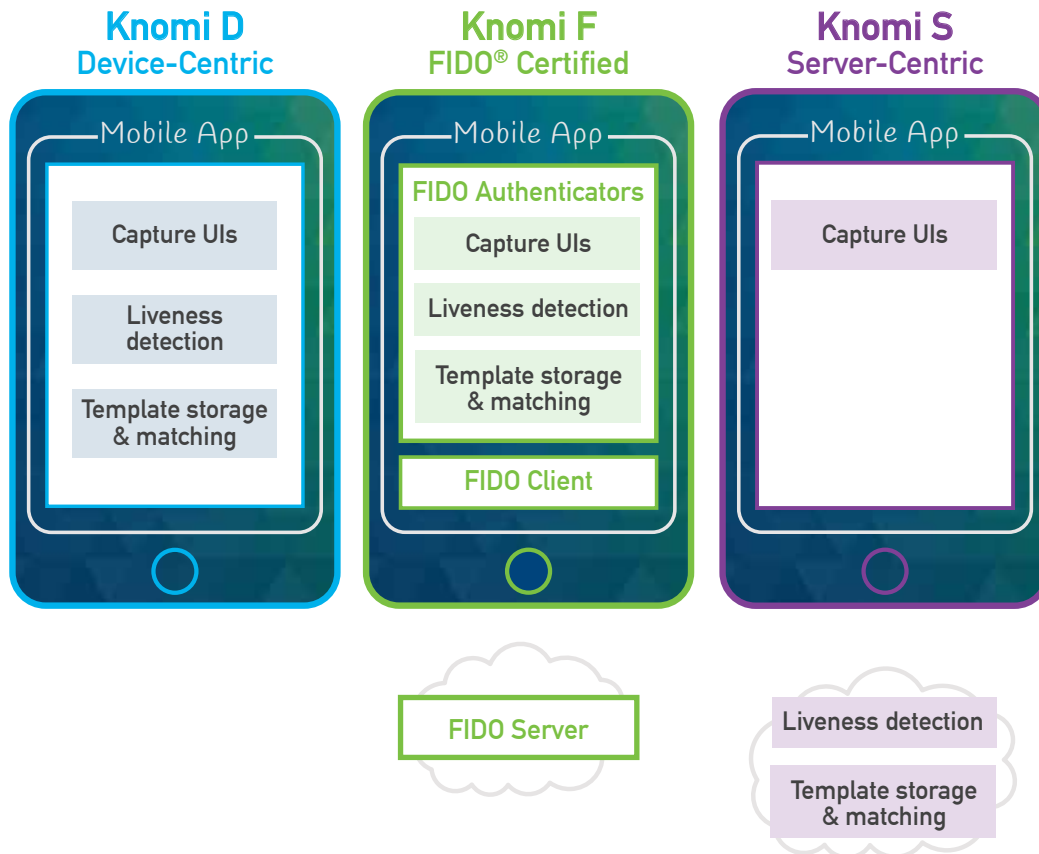 Knomi D
Device-Centric
Mobile App
Capture UIs
Liveness
detection
Template storage
& matching
Knomi F
FIDO® Certified
Mobile App
FIDO Authenticators
Capture UIs
Liveness detection
Template storage
& matching
FIDO Client
FIDO Server
Knomi S
Server-Centric
Mobile App
Capture UIs
Liveness detection
Template storage
& matching